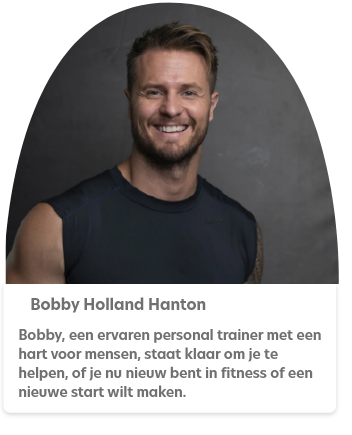 Bobby Holland Hanton
Bobby, een ervaren personal trainer met een
hart voor mensen, staat klaar om je te
helpen, of je nu nieuw bent in fitness of een
nieuwe start wilt maken.